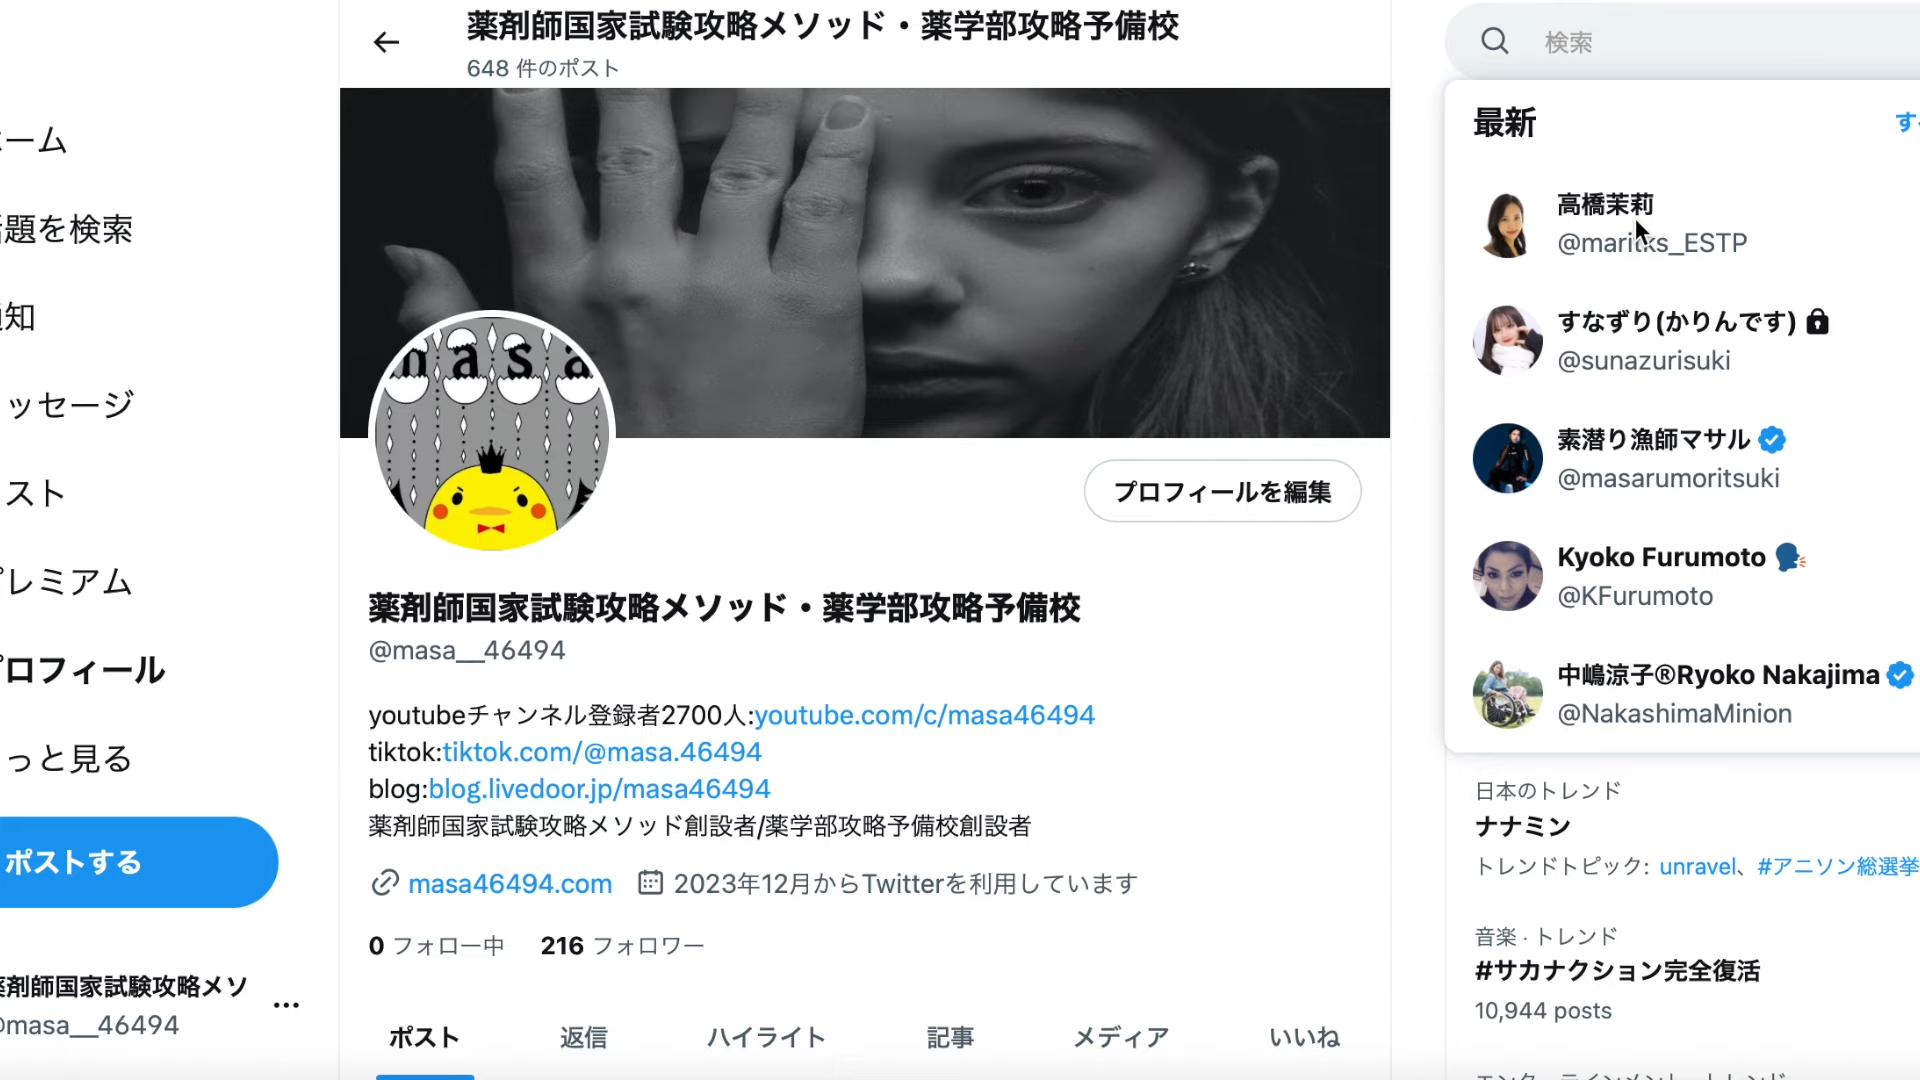 薬剤師国家試験攻略メソッド・薬学部攻略予備校
648 件のポスト
ーム
題を検索
知
ッセージ
スト
レミアム
ロフィール
っと見る
ポストする
剤師国家試験攻略メソ
masa__46494
masa
プロフィールを編集
薬剤師国家試験攻略メソッド・薬学部攻略予備校
@masa__46494
youtubeチャンネル登録者2700人:youtube.com/c/masa46494
tiktok:tiktok.com/@masa.46494
blog:blog.livedoor.jp/masa46494
薬剤師国家試験攻略メソッド創設者/薬学部攻略予備校創設者
masa46494.com 2023年12月からTwitterを利用しています
0 フォロー中 216 フォロワー
ポスト 返信 ハイライト 記事 メディア いいね
検索
最新
す
高橋茉莉
@maritks_ESTP
すなずり(かりんです)
@sunazurisuki
素潜り漁師マサル
@masarumoritsuki
Kyoko Furumoto
@KFurumoto
中嶋涼子®Ryoko Nakajima
@NakashimaMinion
日本のトレンド
ナナミン
トレンドトピック: unravel、#アニソン総選挙
音楽 · トレンド
#サカナクション完全復活
10,944 posts